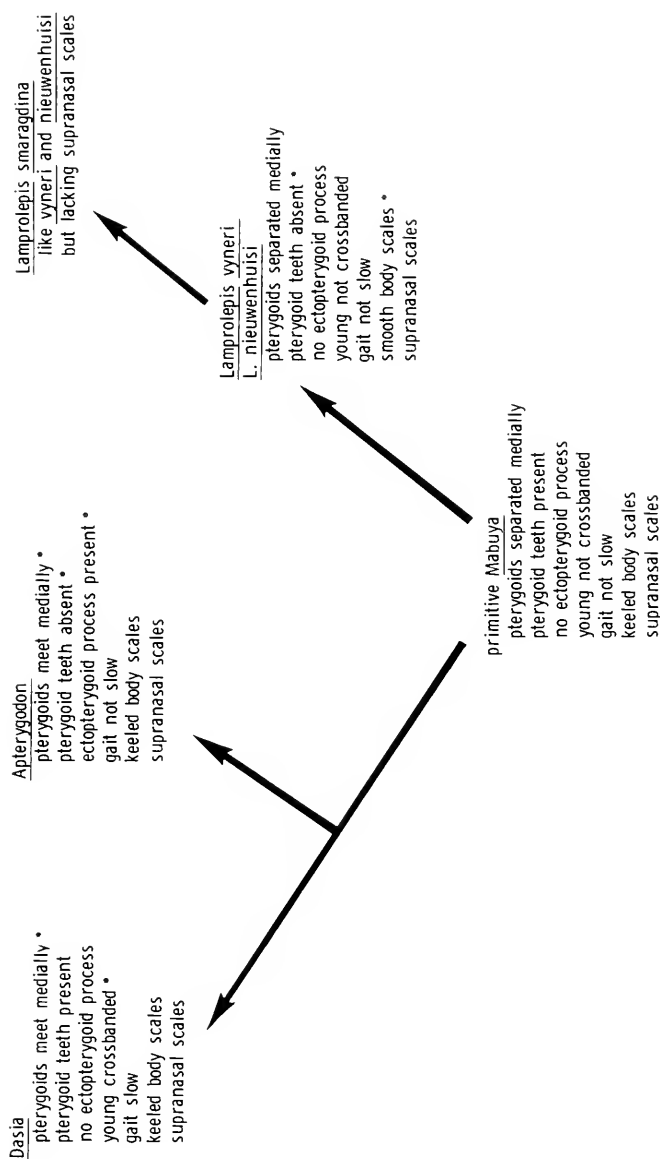 Dasia
pterygoids meet medially *
pterygoid teeth present
no ectopterygoid process
young crossbanded *
gait slow
keeled body scales
supranasal scales
Apterygodon
pterygoids meet medially *
pterygoid teeth absent *
ectopterygoid process present *
gait not slow
keeled body scales
supranasal scales
Lamprolepis smaragdina
like vyneri and nieuwenhuisi
but lacking supranasal scales
Lamprolepis vyneri
L. nieuwenhuisi
pterygoids separated medially
pterygoid teeth absent *
no ectopterygoid process
young not crossbanded
gait not slow
smooth body scales *
supranasal scales
primitive Mabuya
pterygoids separated medially
pterygoid teeth present
no ectopterygoid process
young not crossbanded
gait not slow
keeled body scales
supranasal scales